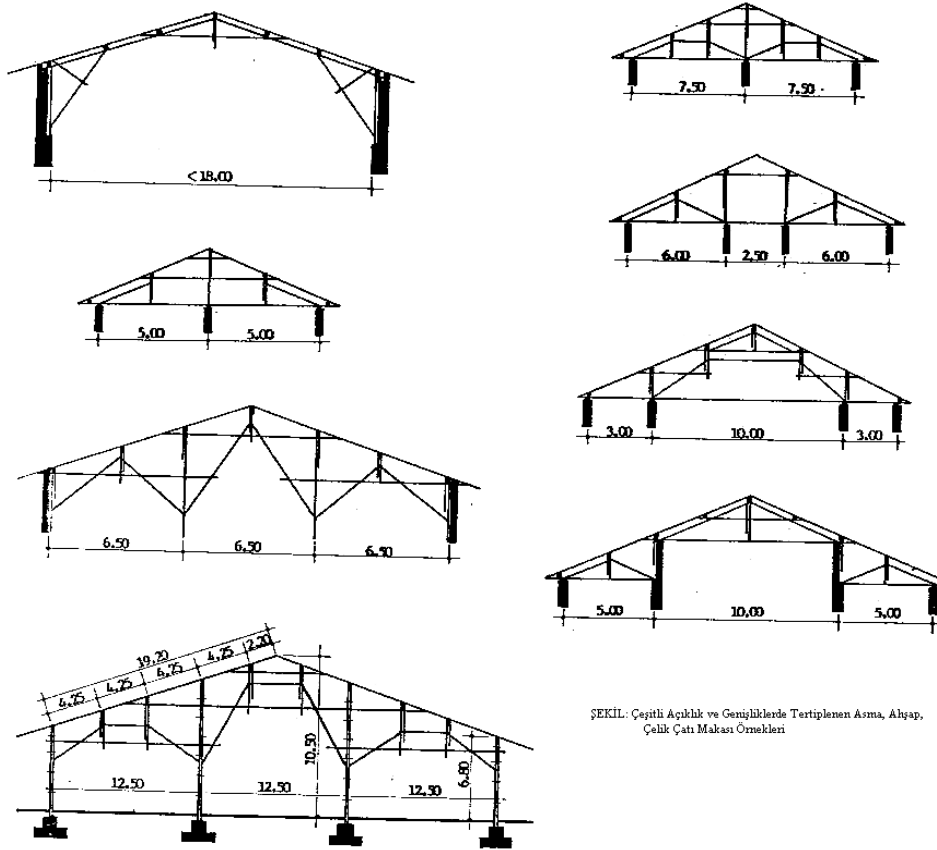 <18.00
7.50 7.50
6.00 2.50 6.00
5.00 5.00
3.00 10.00 3.00
6.50 6.50 6.50
5.00 10.00 5.00
19.20
4.25 4.25 4.25 4.25 2.20
10.50
6.80
12.50 12.50 12.50
ŞEKİL: Çeşitli Açıklık ve Genişliklerde Tertiplenen Asma, Ahşap,
Çelik Çatı Makası Örnekleri